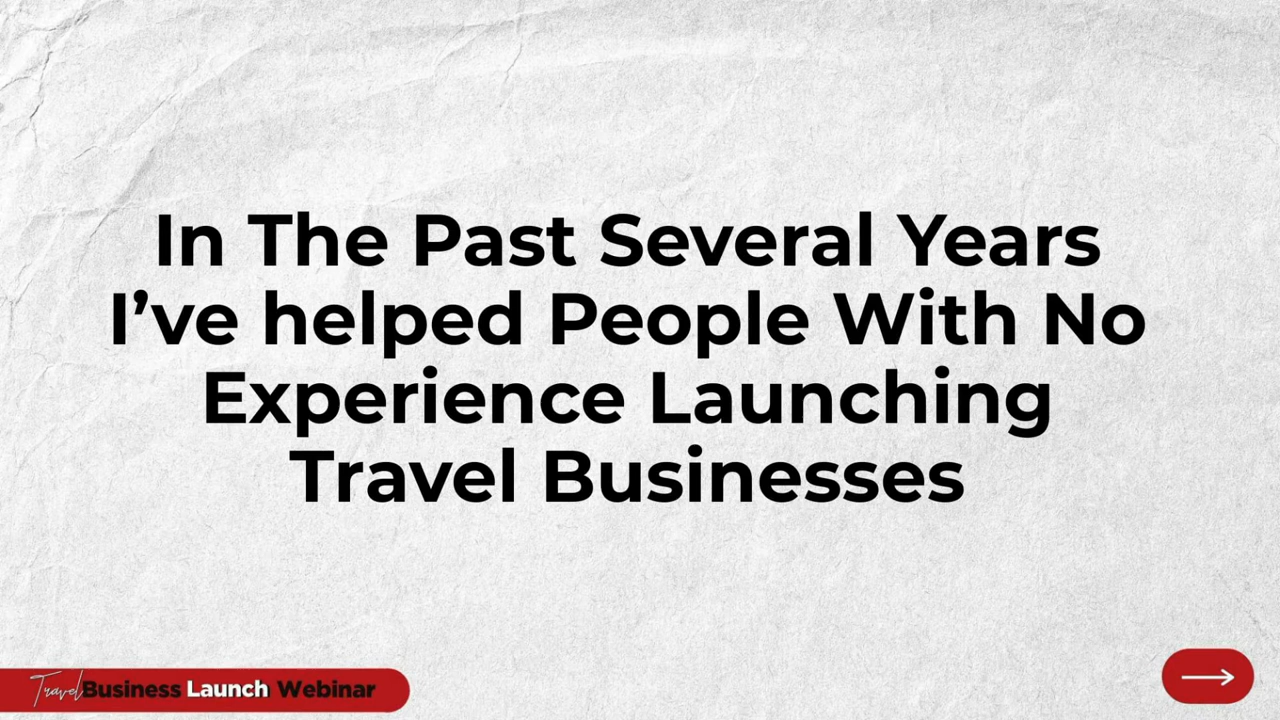 In The Past Several Years
I’ve helped People With No
Experience Launching
Travel Businesses
Travel Business Launch Webinar